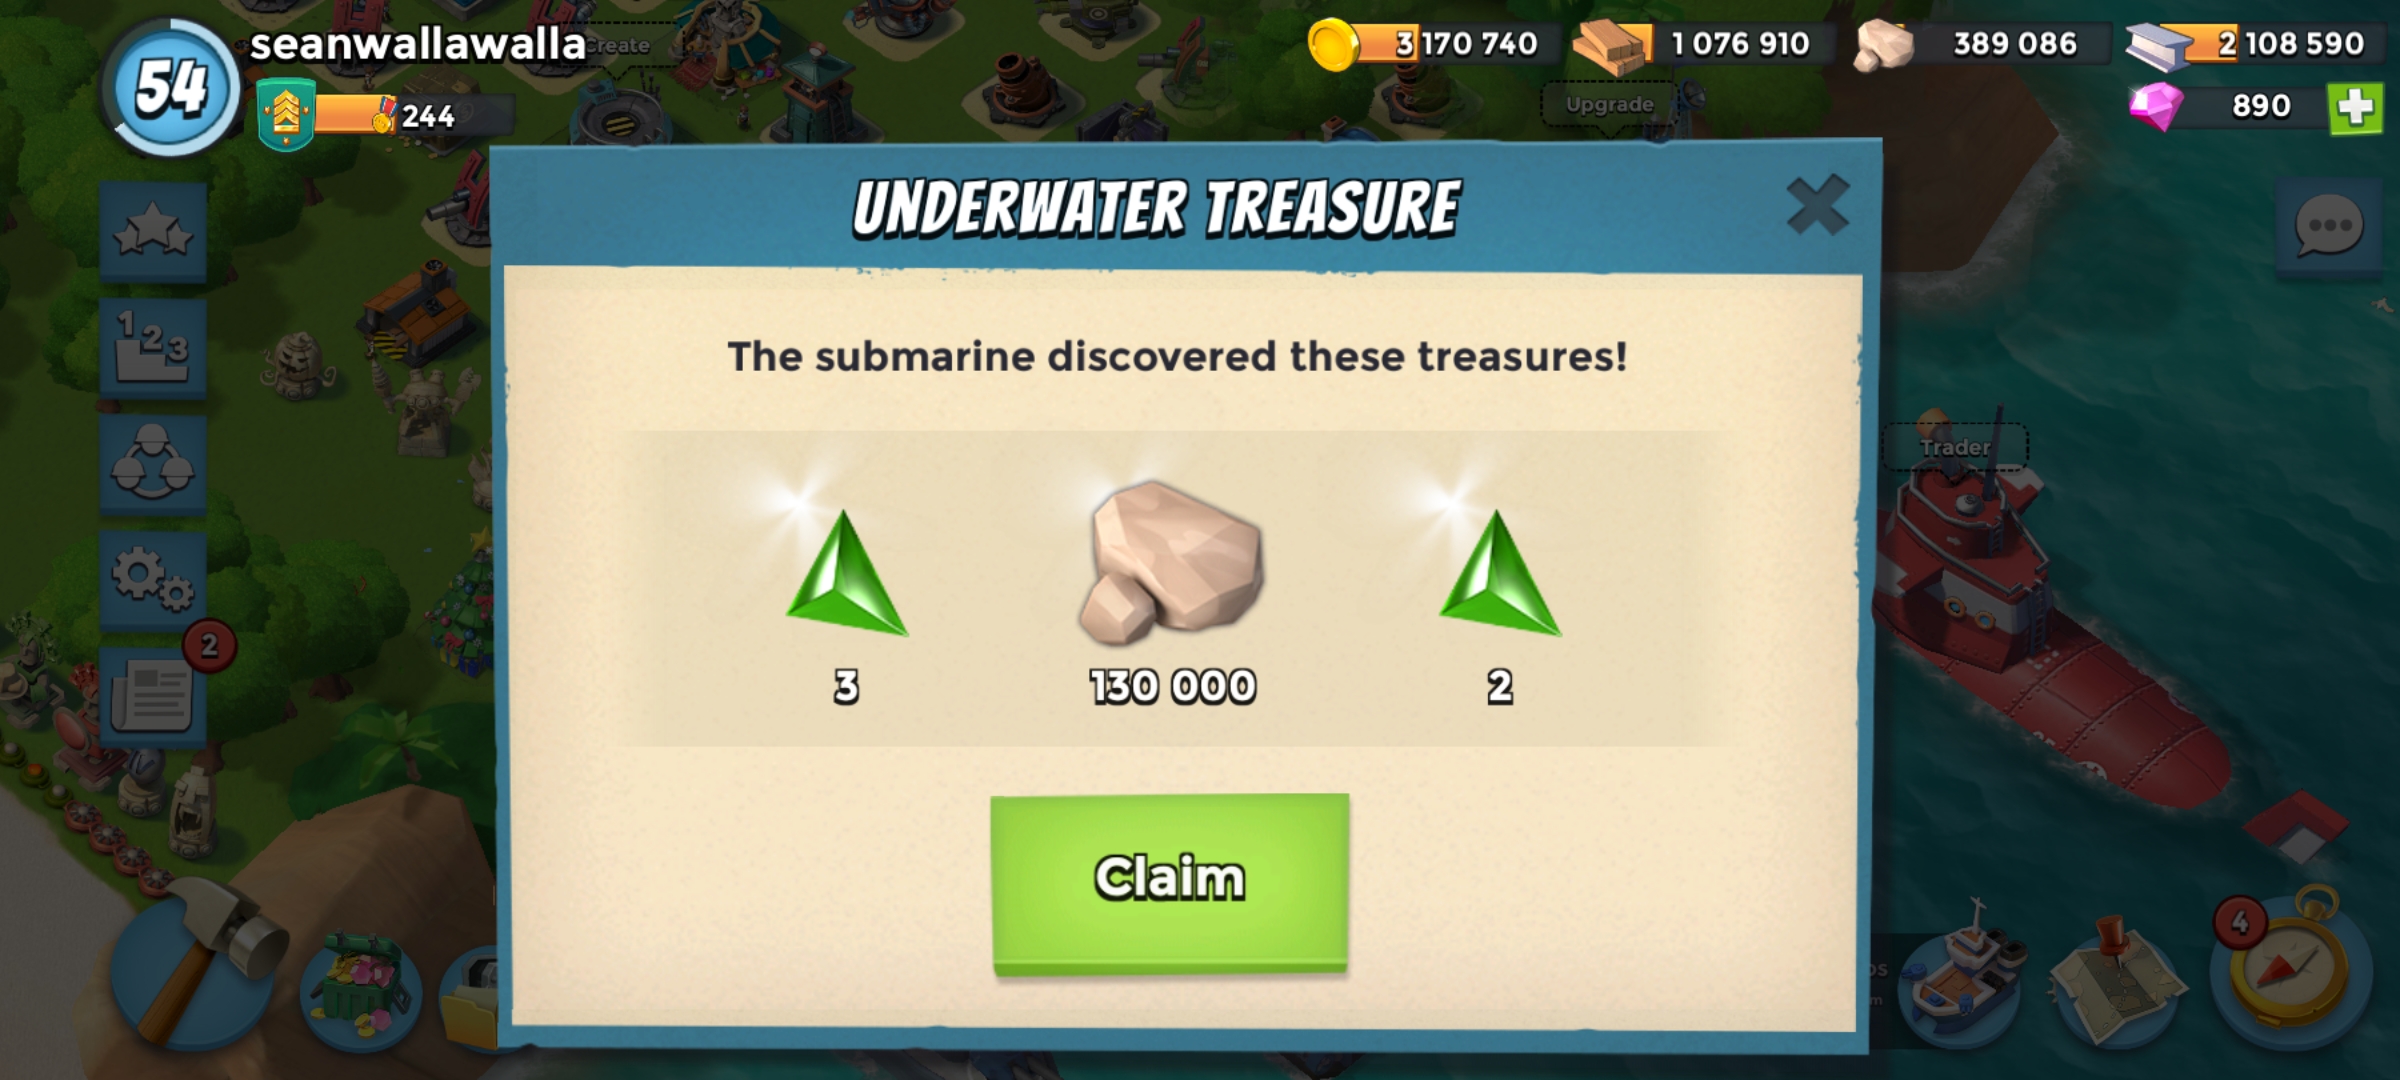 54
seanwallawalla
Create
244
3 170 740
1 076 910
389 086
2 108 590
890
Upgrade
UNDERWATER TREASURE
The submarine discovered these treasures!
123
Trader
3
130 000
2
2
Claim
4